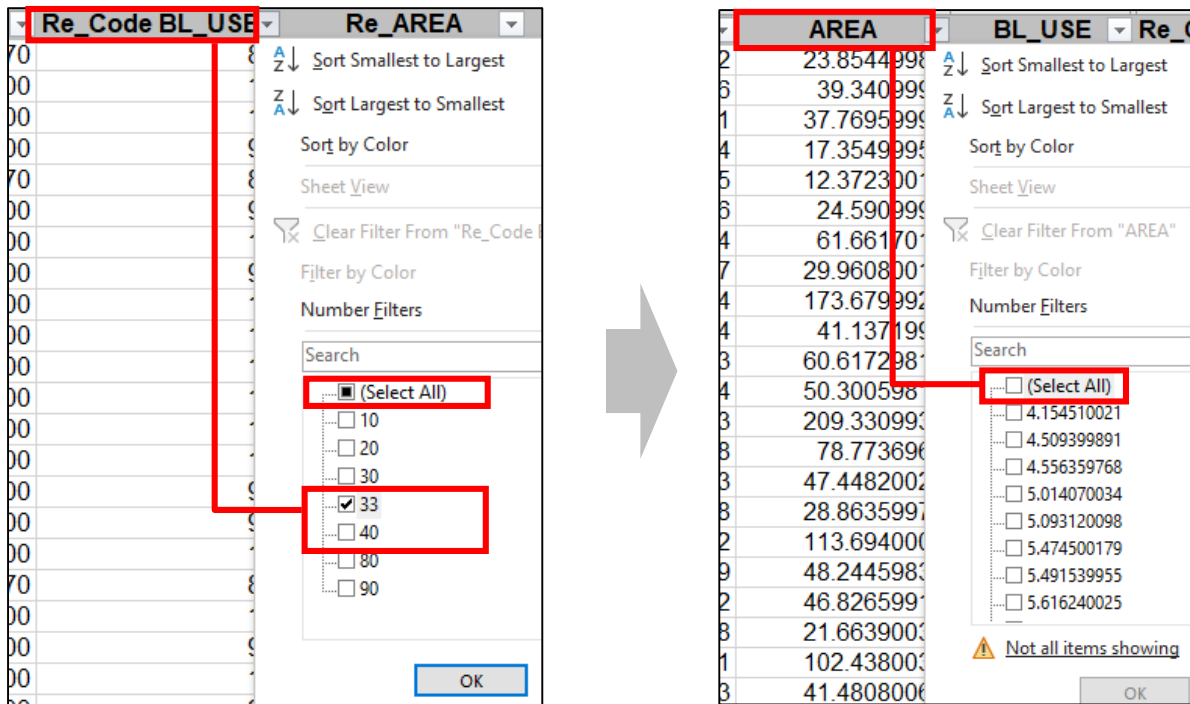 Re_Code BL_USE Re_AREA
Sort Smallest to Largest
Sort Largest to Smallest
Sort by Color
Sheet View
Clear Filter From "Re_Code
Filter by Color
Number Filters
Search
(Select All)
10
20
30
33
40
80
90
OK
AREA BL_USE
23.8544998
39.340999
37.7695999
17.3549995
12.3723001
24.590999
61.661701
29.9608001
173.679992
41.137199
60.6172981
50.300598
209.330993
78.773696
47.4482002
28.8635997
113.694000
48.2445983
46.8265991
21.6639003
102.438003
41.4808006
Sort Smallest to Largest
Sort Largest to Smallest
Sort by Color
Sheet View
Clear Filter From "AREA"
Filter by Color
Number Filters
Search
(Select All)
4.154510021
4.509399891
4.556359768
5.014070034
5.093120098
5.474500179
5.491539955
5.616240025
Not all items showing
OK